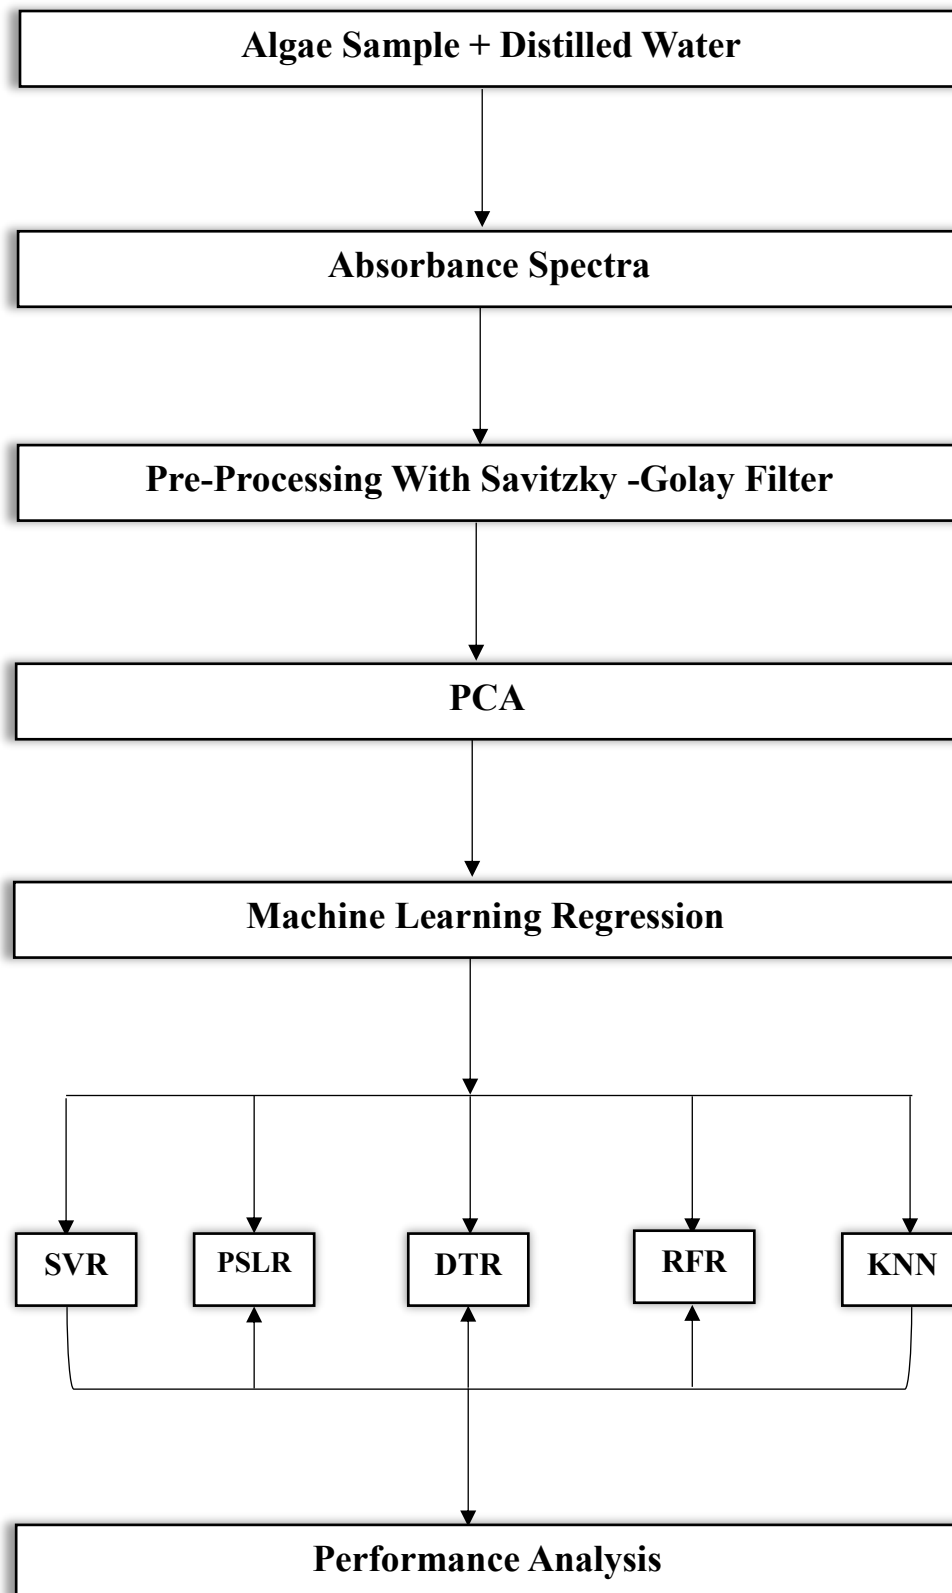 Algae Sample + Distilled Water
Absorbance Spectra
Pre-Processing With Savitzky -Golay Filter
PCA
Machine Learning Regression
SVR
PSLR
DTR
RFR
KNN
Performance Analysis